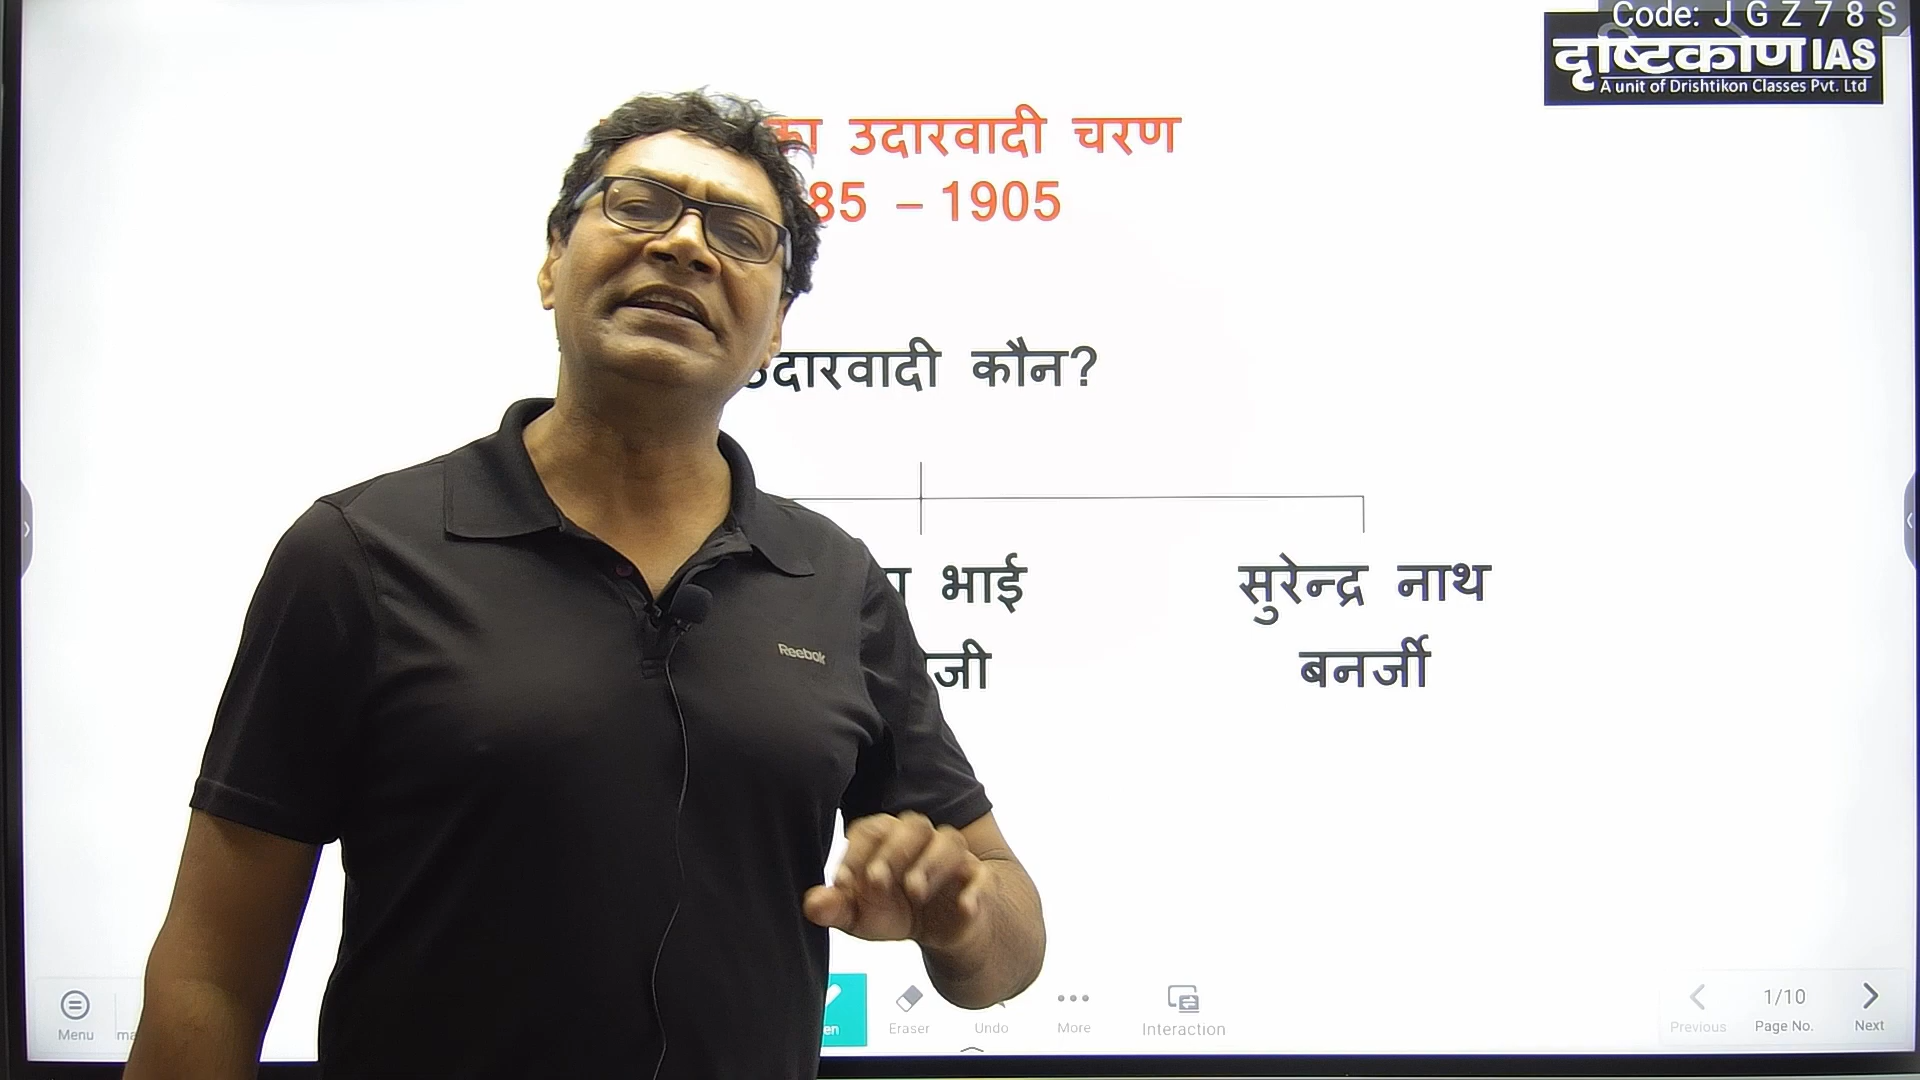 Code: J G Z 7 8 S
दृष्टिकोण IAS
A unit of Drishtikon Classes Pvt. Ltd
का उदारवादी चरण
85 – 1905
उदारवादी कौन?
भाई
सुरेन्द्र नाथ
जी
बनर्जी
Reebok
Menu
Eraser
Undo
More
Interaction
1/10
Previous
Page No.
Next